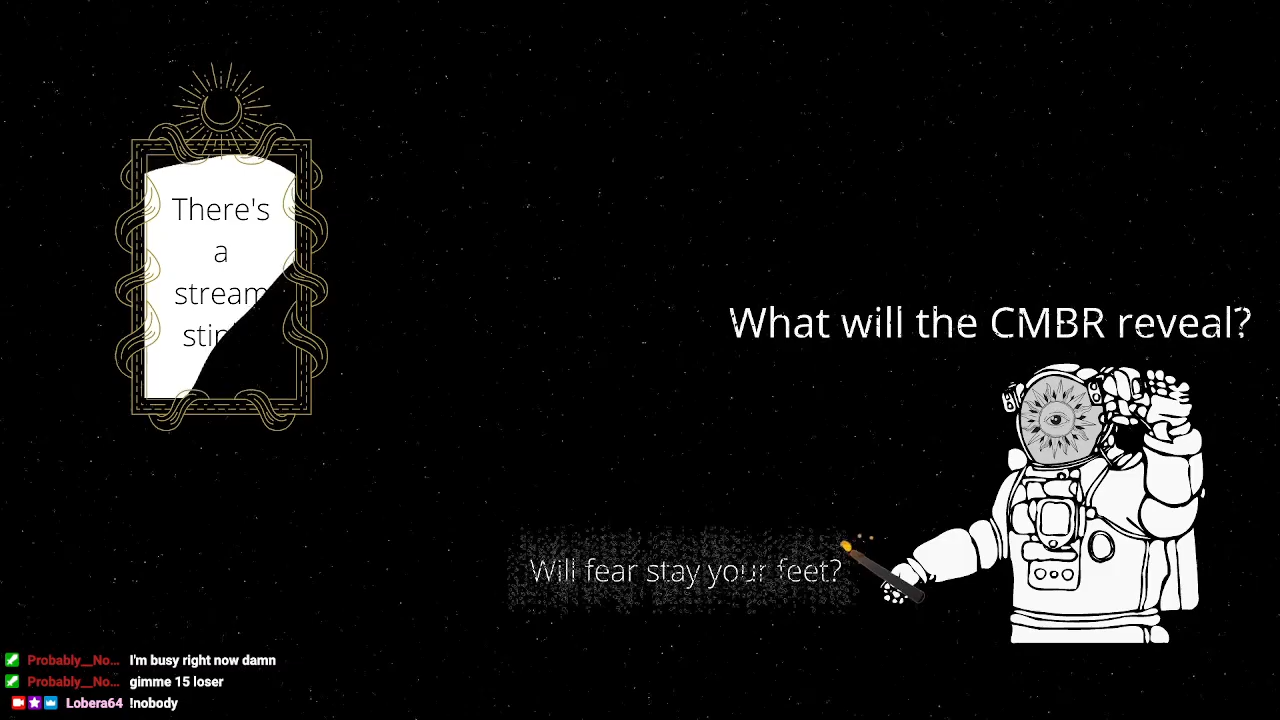 There's
a
stream
What will the CMBR reveal?
Will fear stay your feet?
Probably__No... I'm busy right now damn
Probably__No... gimme 15 loser
Lobera64 !nobody